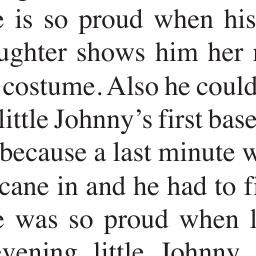 is so proud when his
shows him her
costume. Also he could
little Johnny's first base
because a last minute
in and he had to
was so proud when
little Johnny